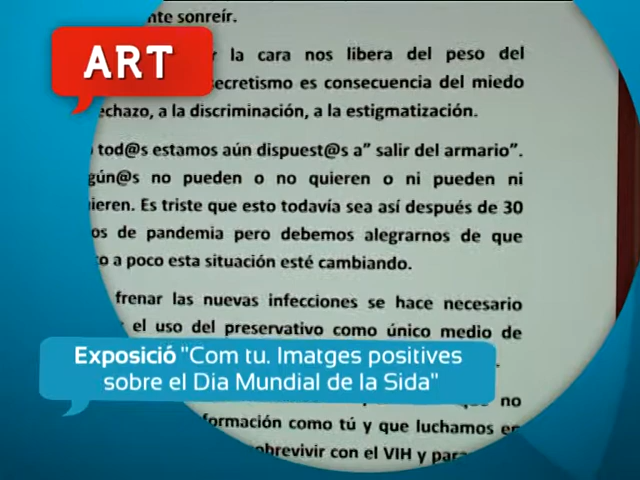 nte sonreír.
ART
la cara nos libera del peso del
secretismo es consecuencia del miedo
echazo, a la discriminación, a la estigmatización.
tod@s estamos aún dispuest@s a” salir del armario”.
gún@s no pueden o no quieren o ni pueden ni
ieren. Es triste que esto todavía sea así después de 30
os de pandemia pero debemos alegrarnos de que
o a poco esta situación esté cambiando.
frenar las nuevas infecciones se hace necesario
el uso del preservativo como único medio de
Exposició "Com tu. Imatges positives
sobre el Dia Mundial de la Sida"
no
formación como tú y que luchamos en
obrevivir con el VIH y para